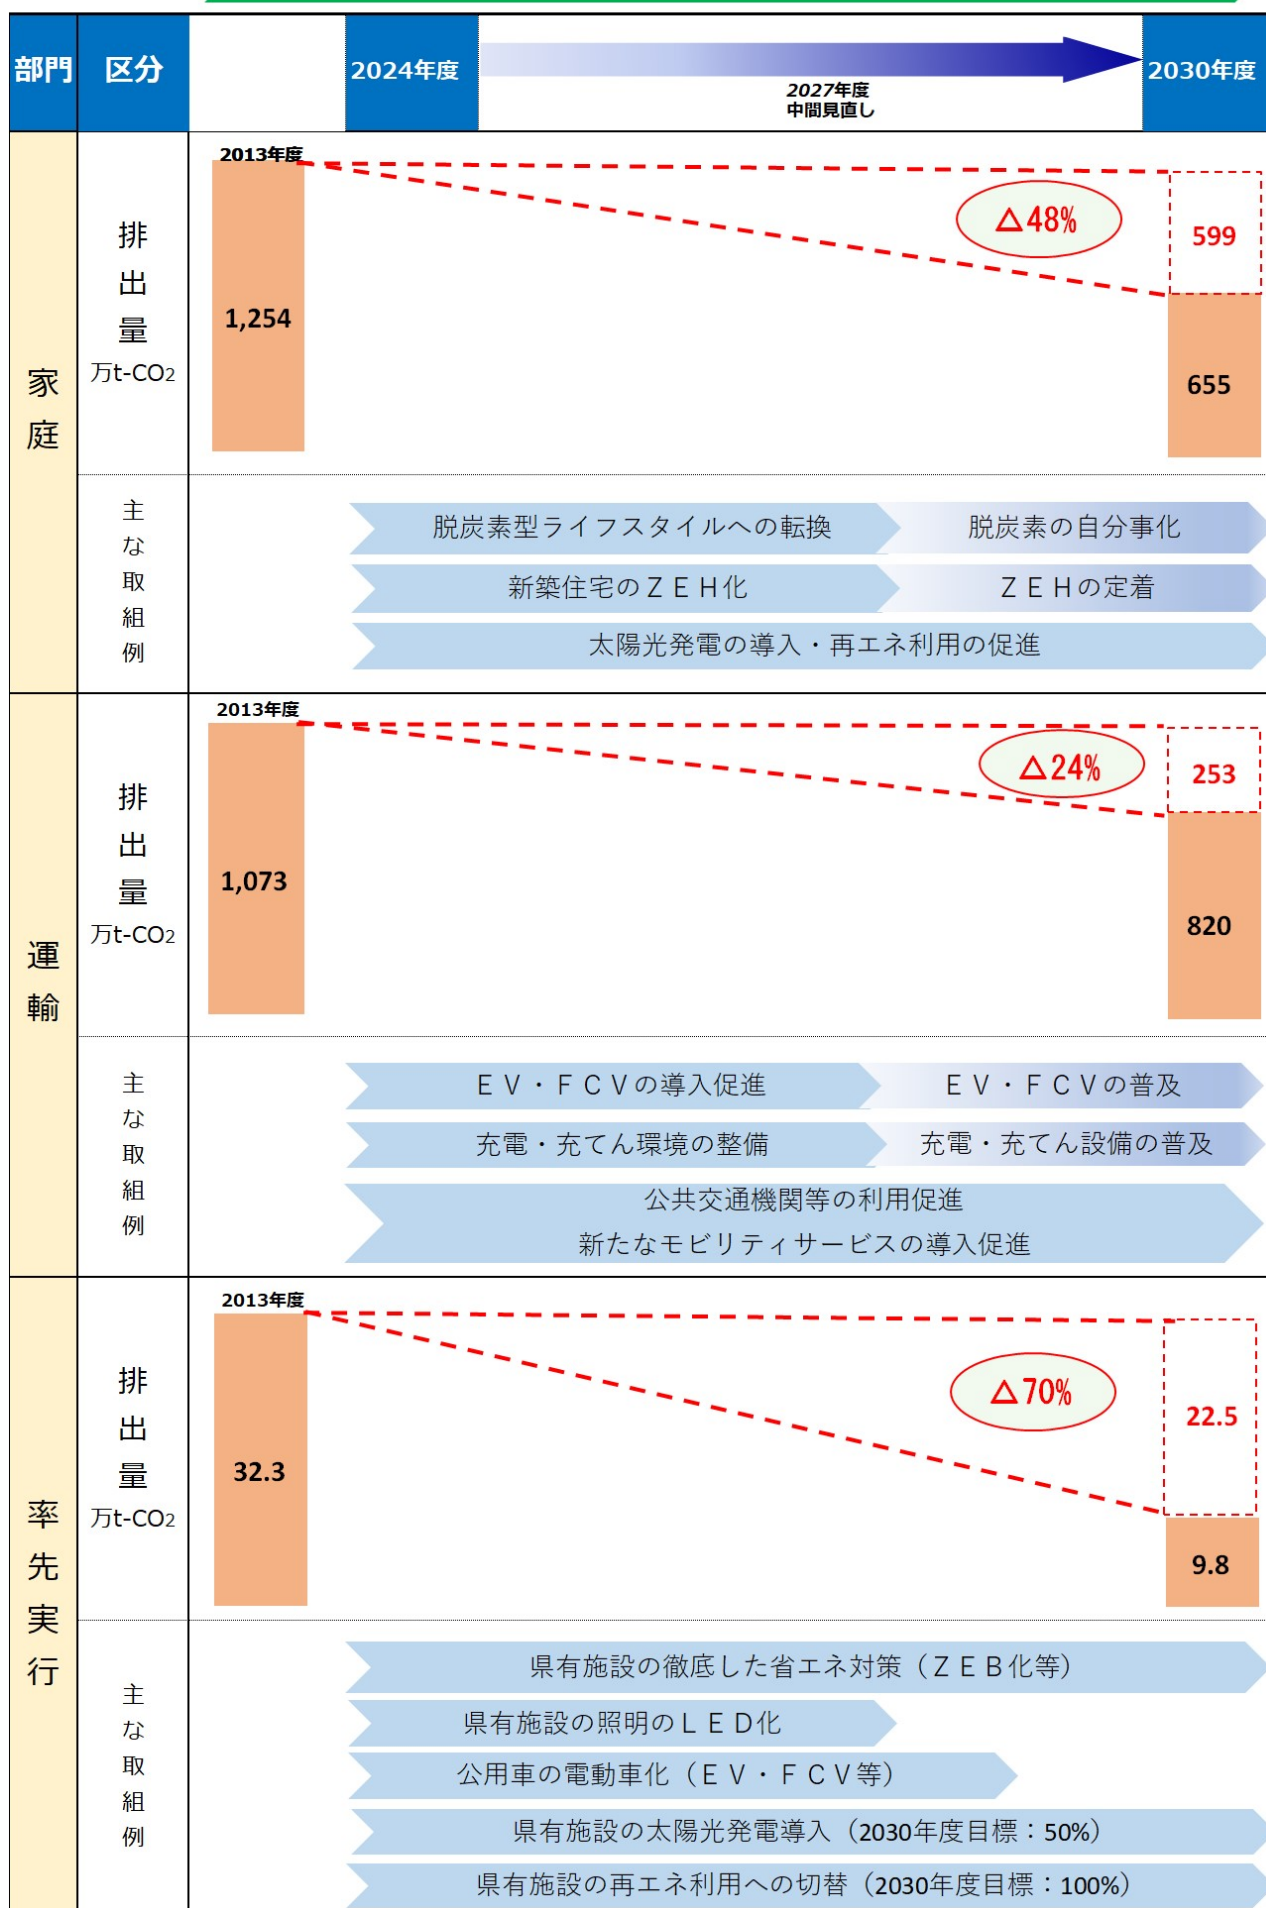 部門
区分
2024年度
2027年度
中間見直し
2030年度
家庭
排出量
万t-CO2
2013年度
1,254
△48%
599
655
主な取組例
脱炭素型ライフスタイルへの転換
脱炭素の自分事化
新築住宅のＺＥＨ化
ＺＥＨの定着
太陽光発電の導入・再エネ利用の促進
運輸
排出量
万t-CO2
2013年度
1,073
△24%
253
820
主な取組例
ＥＶ・ＦＣＶの導入促進
ＥＶ・ＦＣＶの普及
充電・充てん環境の整備
充電・充てん設備の普及
公共交通機関等の利用促進
新たなモビリティサービスの導入促進
率先実行
排出量
万t-CO2
2013年度
32.3
△70%
22.5
9.8
主な取組例
県有施設の徹底した省エネ対策（ＺＥＢ化等）
県有施設の照明のＬＥＤ化
公用車の電動車化（ＥＶ・ＦＣＶ等）
県有施設の太陽光発電導入（2030年度目標：50%）
県有施設の再エネ利用への切替（2030年度目標：100%）